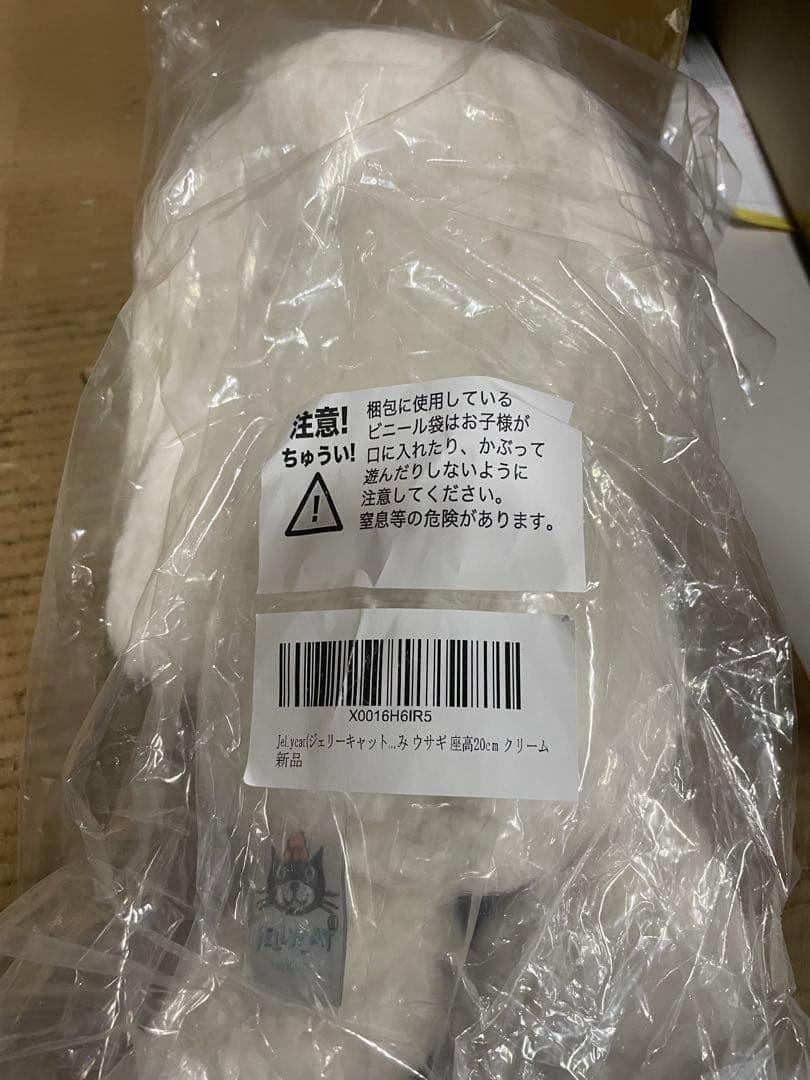 注意!
ちゅうい!
梱包に使用している
ビニール袋はお子様が
口に入れたり、かぶって
遊んだりしないように
注意してください。
窒息等の危険があります。
X0016H6IR5
JeLycat(ジェリーキャット...み ウサギ 座高20cm クリーム
新品
JELLYCAT